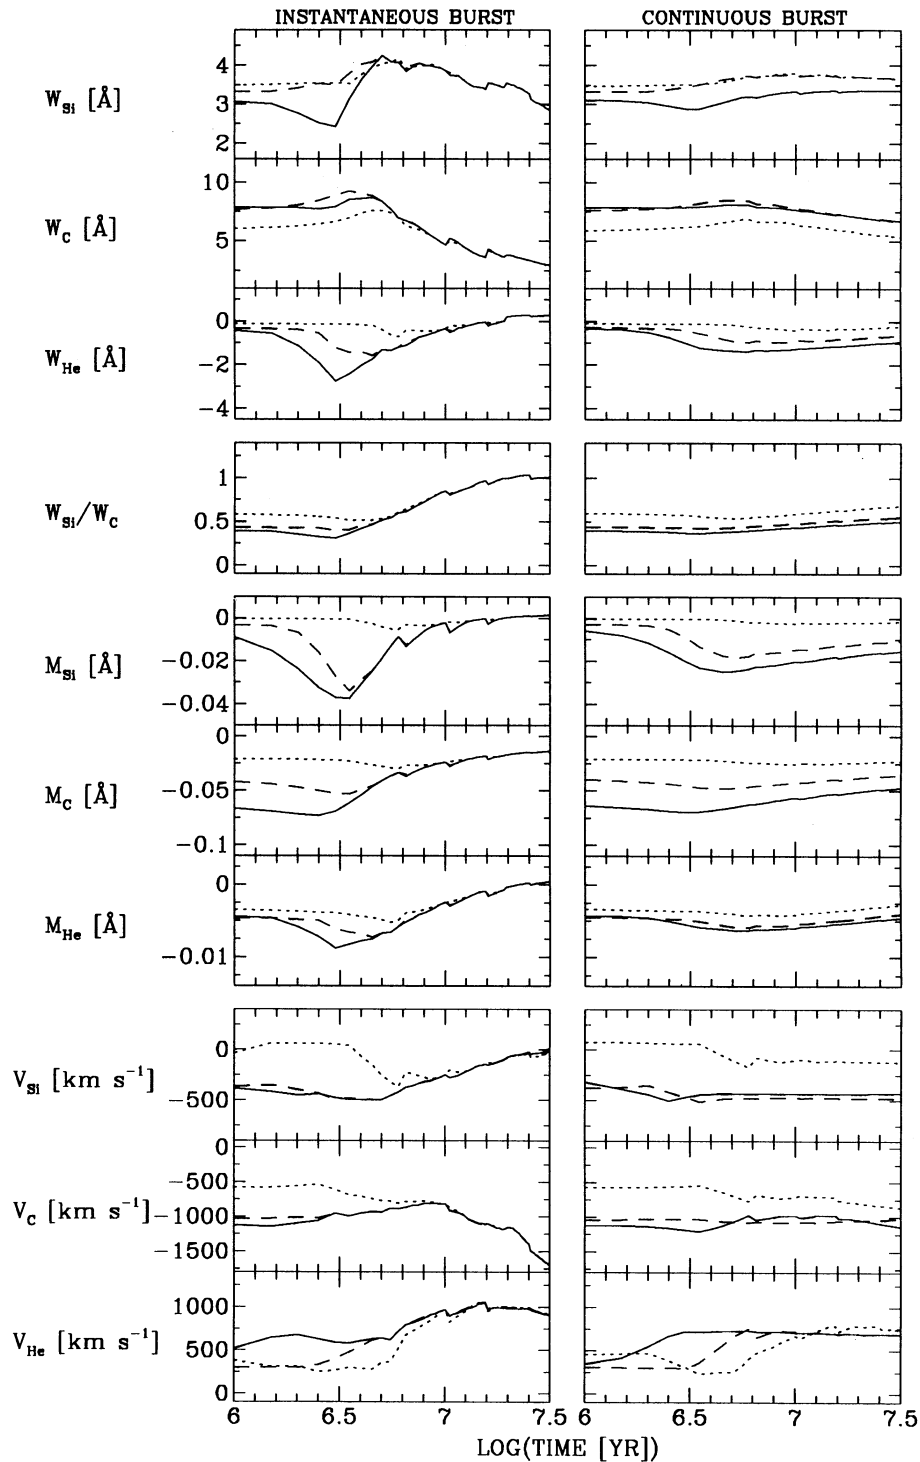 INSTANTANEOUS BURST
CONTINUOUS BURST
W_Si [Å]
4
3
2
W_C [Å]
10
5
W_He [Å]
0
−2
−4
W_Si/W_C
1
0.5
0
M_Si [Å]
0
−0.02
−0.04
M_C [Å]
0
−0.05
−0.1
M_He [Å]
0
−0.01
V_Si [km s⁻¹]
0
−500
V_C [km s⁻¹]
0
−500
−1000
−1500
V_He [km s⁻¹]
1000
500
0
6 6.5 7 7.5 6 6.5 7 7.5
LOG(TIME [YR])